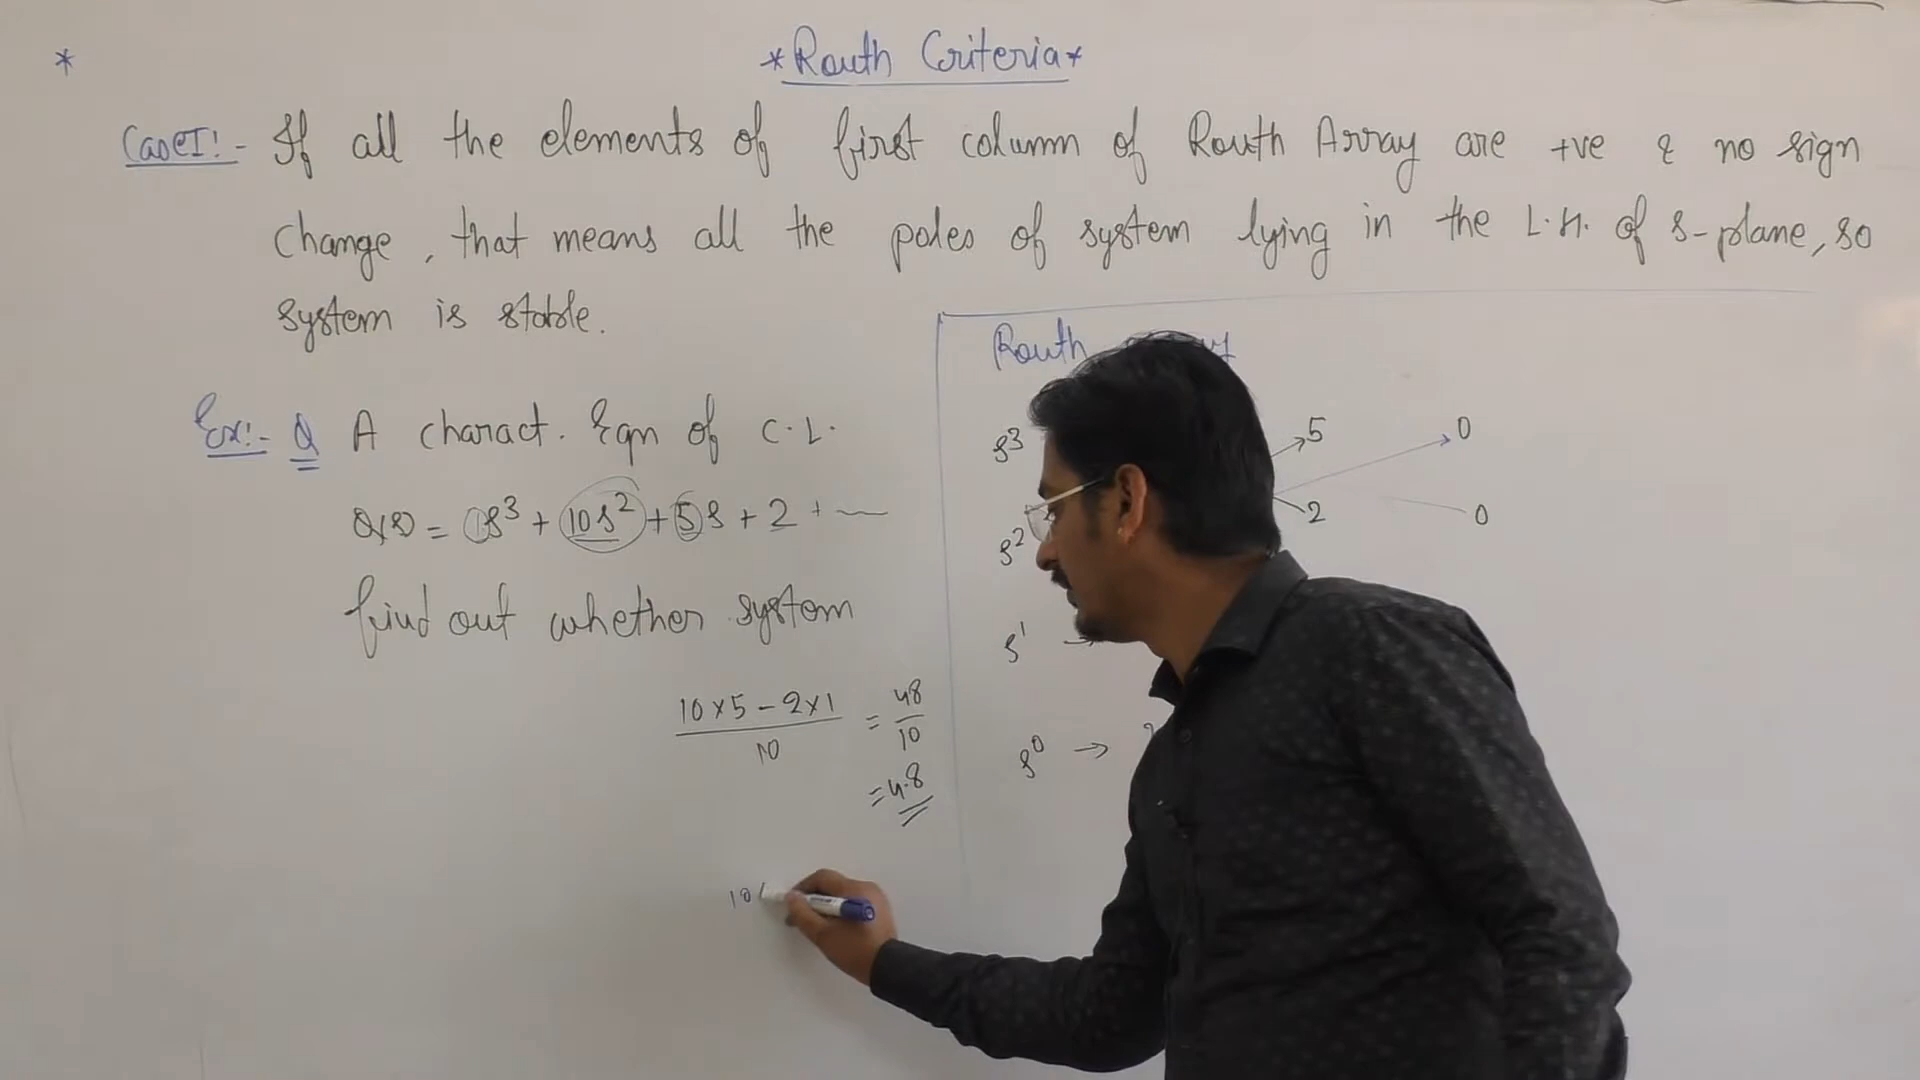 *
*Routh Criteria*
Case I:- If all the elements of first column of Routh Array are +ve & no sign
change, that means all the poles of system lying in the L.H. of s-plane, so
system is stable.
Ex:- Q A charact. Eqn of C.L.
Q(s) = 1s³ + 10s² + 5s + 2 + —
find out whether system
10×5 – 2×1
10
= 48
10
= 4.8
10
Routh
s³ 5 0
s² 2 0
s¹ →
s⁰ →